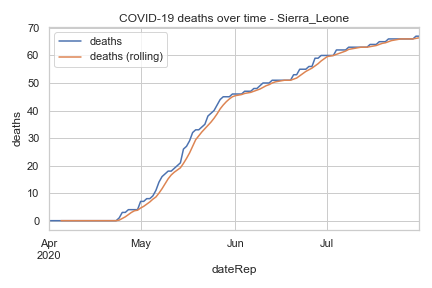 COVID-19 deaths over time - Sierra_Leone
deaths
deaths (rolling)
70
60
50
40
30
20
10
0
deaths
Apr May Jun Jul
2020
dateRep